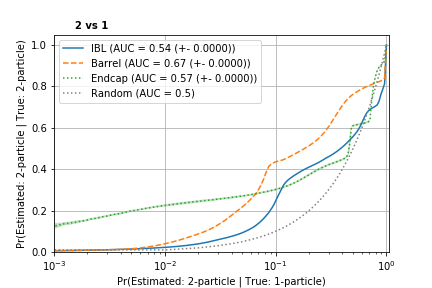 2 vs 1
IBL (AUC = 0.54 (+- 0.0000))
Barrel (AUC = 0.67 (+- 0.0000))
Endcap (AUC = 0.57 (+- 0.0000))
Random (AUC = 0.5)
Pr(Estimated: 2-particle | True: 2-particle)
1.0
0.8
0.6
0.4
0.2
0.0
10⁻³ 10⁻² 10⁻¹ 10⁰
Pr(Estimated: 2-particle | True: 1-particle)